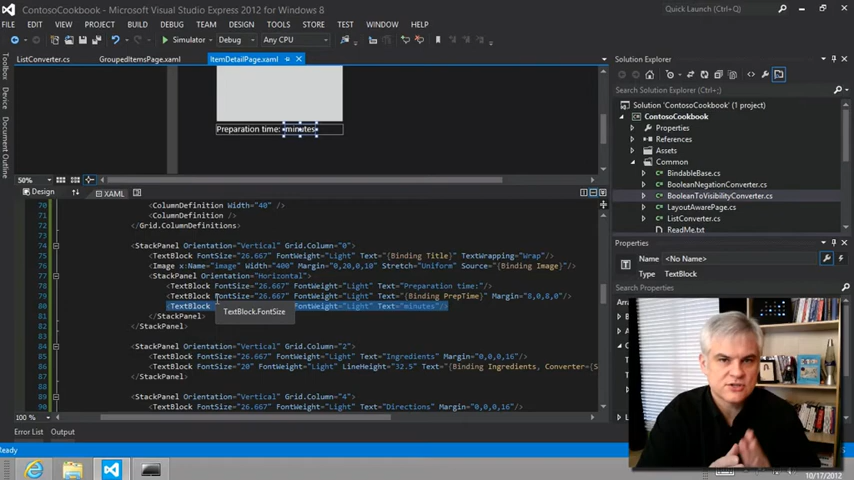 ContosoCookbook - Microsoft Visual Studio Express 2012 for Windows 8
Quick Launch (Ctrl+Q)
FILE EDIT VIEW PROJECT BUILD DEBUG TEAM DESIGN TOOLS STORE TEST WINDOW HELP
Simulator Debug Any CPU
ListConverter.cs GroupedItemsPage.xaml ItemDetailPage.xaml
Toolbox
Device
Document Outline
Preparation time: minutes
50%
Design XAML
70 <ColumnDefinition Width="40" />
71 <ColumnDefinition />
72 </Grid.ColumnDefinitions>
73
74 <StackPanel Orientation="Vertical" Grid.Column="0">
75 <TextBlock FontSize="26.667" FontWeight="Light" Text="{Binding Title}" TextWrapping="Wrap"/>
76 <Image x:Name="image" Width="400" Margin="0,20,0,10" Stretch="Uniform" Source="{Binding Image}"/>
77 <StackPanel Orientation="Horizontal">
78 <TextBlock FontSize="26.667" FontWeight="Light" Text="Preparation time:"/>
79 <TextBlock FontSize="26.667" FontWeight="Light" Text="{Binding PrepTime}" Margin="8,0,8,0"/>
80 <TextBlock FontWeight="Light" Text="minutes"/>
81 </StackPanel>
TextBlock.FontSize
82 </StackPanel>
83
84 <StackPanel Orientation="Vertical" Grid.Column="2">
85 <TextBlock FontSize="26.667" FontWeight="Light" Text="Ingredients" Margin="0,0,0,16"/>
86 <TextBlock FontSize="20" FontWeight="Light" LineHeight="32.5" Text="{Binding Ingredients, Converter={S
87 </StackPanel>
88
89 <StackPanel Orientation="Vertical" Grid.Column="4">
90 <TextBlock FontSize="26.667" FontWeight="Light" Text="Directions" Margin="0,0,0,16"/>
100 %
Error List Output
Ready
Solution Explorer
Search Solution Explorer (Ctrl+;)
Solution 'ContosoCookbook' (1 project)
ContosoCookbook
Properties
References
Assets
Common
BindableBase.cs
BooleanNegationConverter.cs
BooleanToVisibilityConverter.cs
LayoutAwarePage.cs
ListConverter.cs
ReadMe.txt
Properties
Name <No Name>
Type TextBlock
Search Properties
10/17/2012